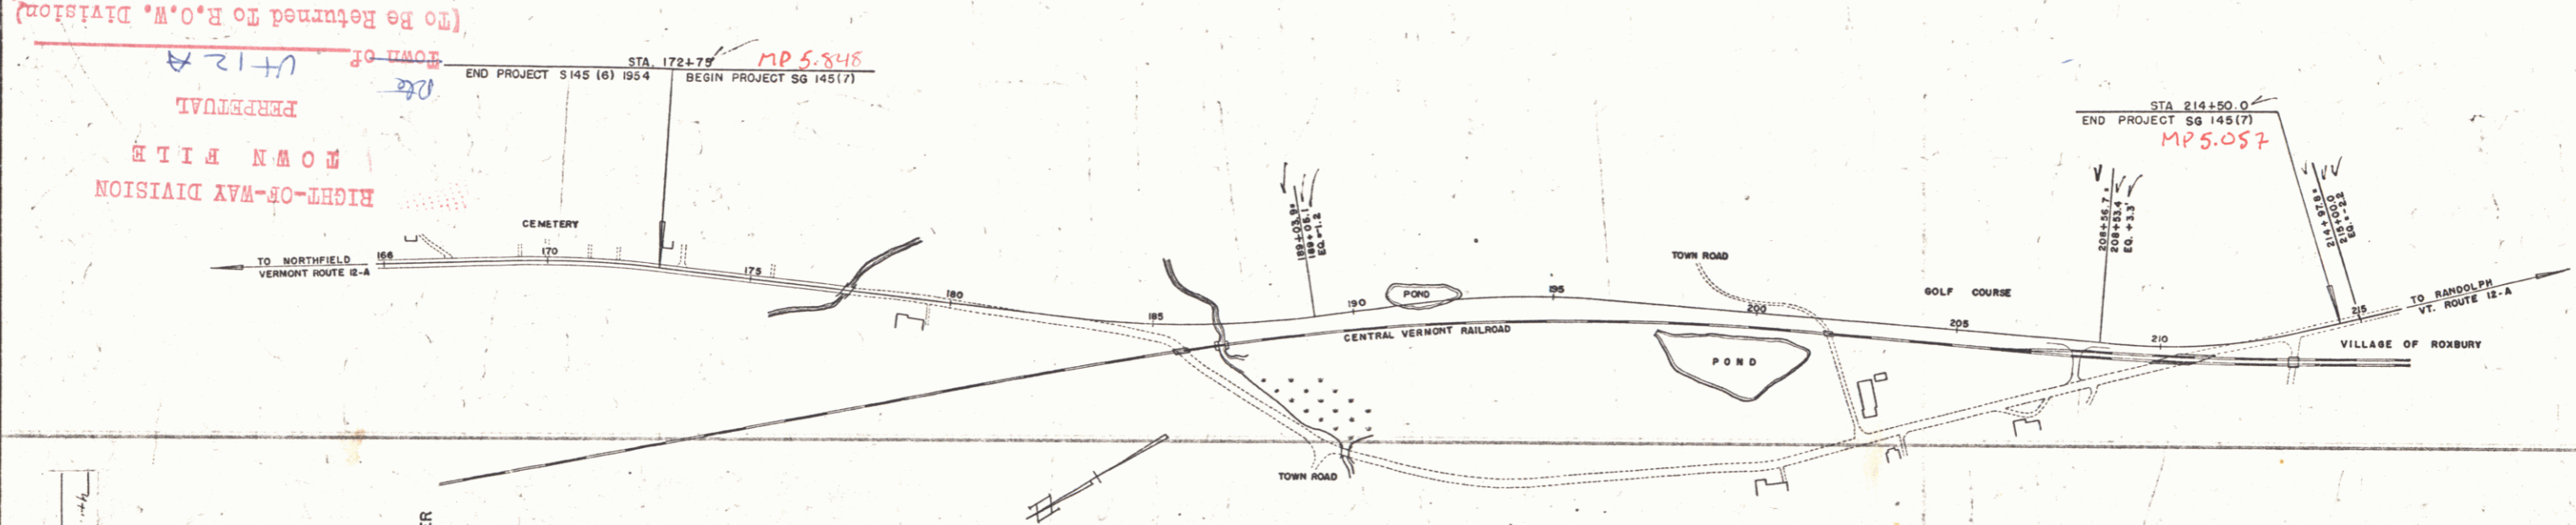 (To Be Returned To R.O.W. Division)
Town of VT 12 A
Rte
PERPETUAL
TOWN FILE
RIGHT-OF-WAY DIVISION
STA. 172+75 MP 5.848
END PROJECT S145 (6) 1954 BEGIN PROJECT SG 145(7)
STA 214+50.0
END PROJECT SG 145(7)
MP 5.057
CEMETERY
TO NORTHFIELD
VERMONT ROUTE 12-A
166
170
175
180
185
189+03.9
189+05.1
EQ. -1.2
190
POND
195
TOWN ROAD
200
GOLF COURSE
205
208+56.7
208+53.4
EQ. +3.3'
210
214+97.8
215+00.0
EQ. -2.2
215
TO RANDOLPH
VT. ROUTE 12-A
CENTRAL VERMONT RAILROAD
POND
VILLAGE OF ROXBURY
TOWN ROAD
ER